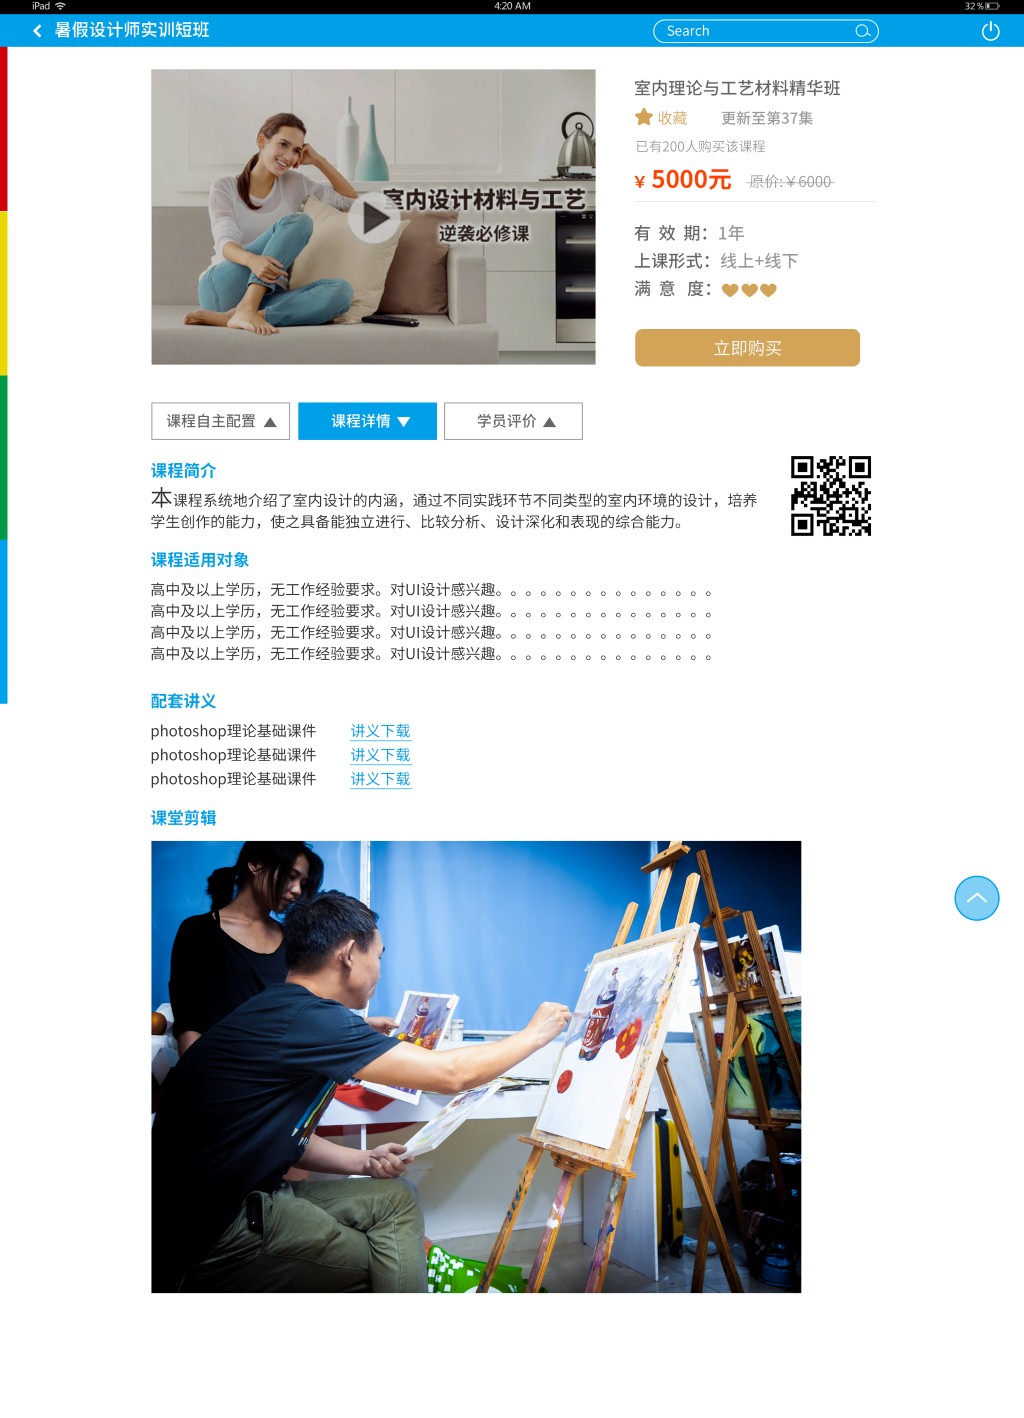 iPad
4:20 AM
32%
暑假设计师实训短班
Search
室内设计材料与工艺
逆袭必修课
室内理论与工艺材料精华班
收藏 更新至第37集
已有200人购买该课程
¥ 5000元 原价:¥6000
有 效 期：1年
上课形式：线上+线下
满 意 度：
立即购买
课程自主配置
课程详情
学员评价
课程简介
本课程系统地介绍了室内设计的内涵，通过不同实践环节不同类型的室内环境的设计，培养
学生创作的能力，使之具备能独立进行、比较分析、设计深化和表现的综合能力。
课程适用对象
高中及以上学历，无工作经验要求。对UI设计感兴趣。。。。。。。。。。。。。。。
高中及以上学历，无工作经验要求。对UI设计感兴趣。。。。。。。。。。。。。。。
高中及以上学历，无工作经验要求。对UI设计感兴趣。。。。。。。。。。。。。。。
高中及以上学历，无工作经验要求。对UI设计感兴趣。。。。。。。。。。。。。。。
配套讲义
photoshop理论基础课件 讲义下载
photoshop理论基础课件 讲义下载
photoshop理论基础课件 讲义下载
课堂剪辑